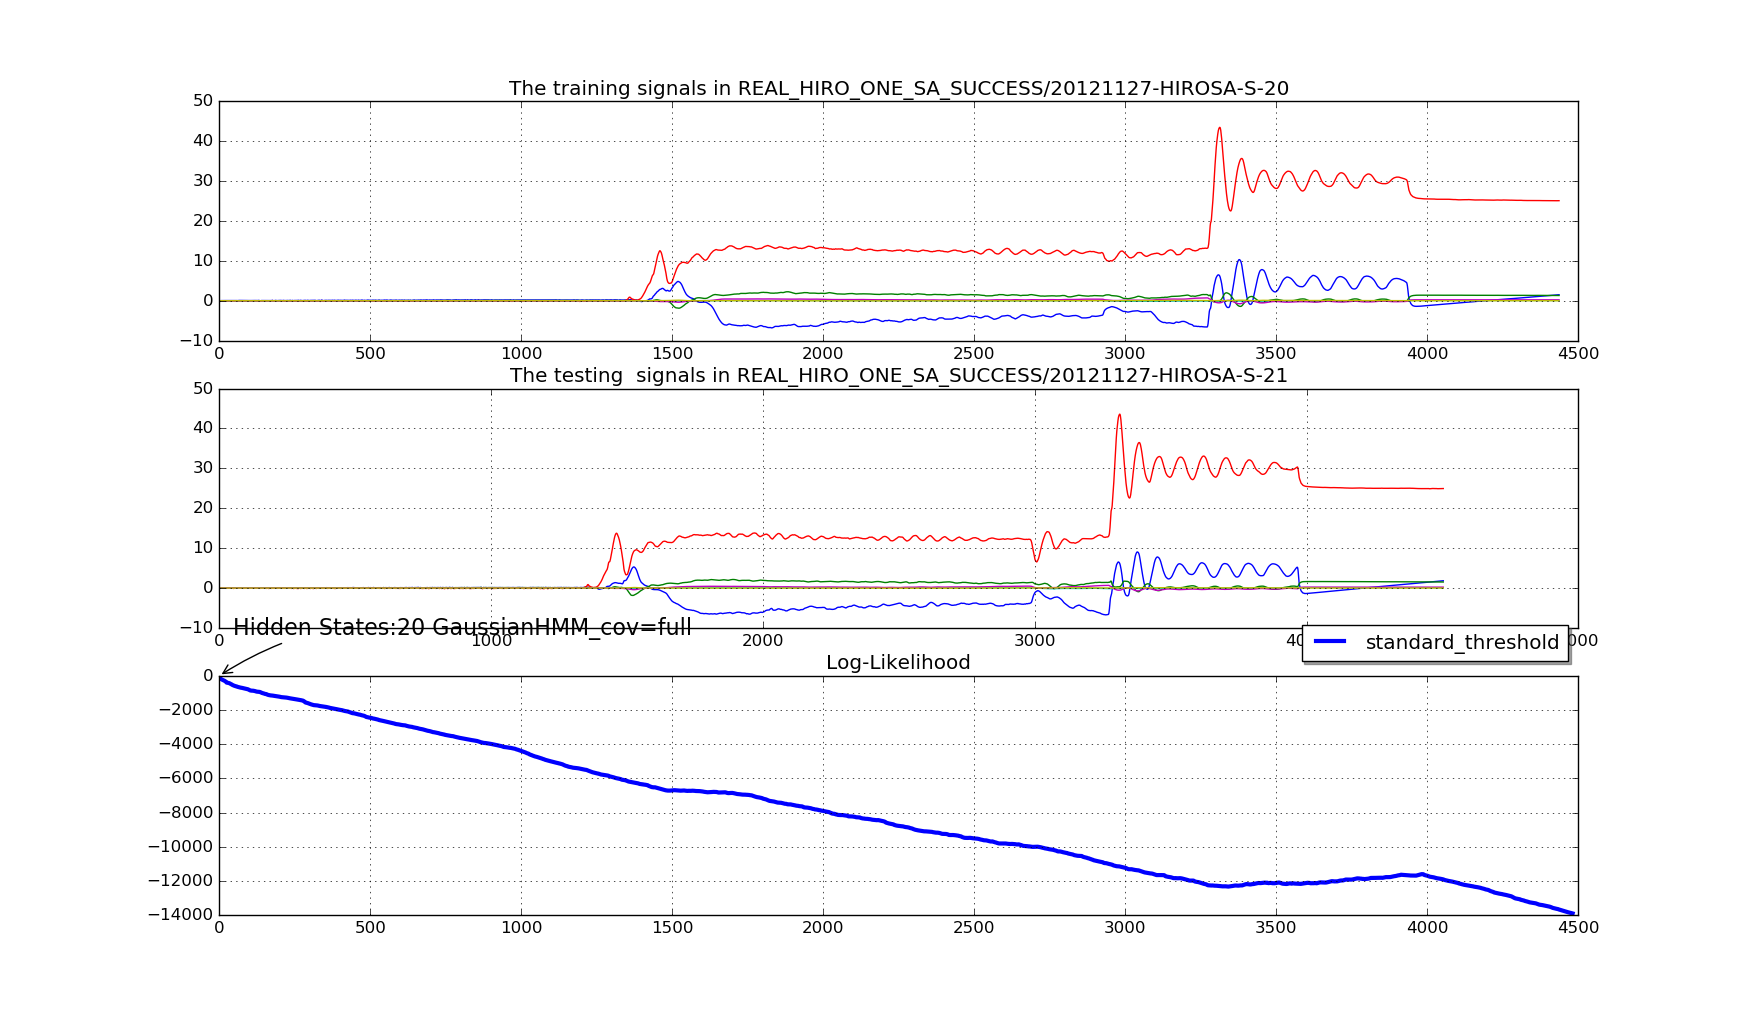 The training signals in REAL_HIRO_ONE_SA_SUCCESS/20121127-HIROSA-S-20
50
40
30
20
10
0
−10
0 500 1000 1500 2000 2500 3000 3500 4000 4500
The testing  signals in REAL_HIRO_ONE_SA_SUCCESS/20121127-HIROSA-S-21
50
40
30
20
10
0
−10
Hidden States:20 GaussianHMM_cov=full
1000 2000 3000
standard_threshold
Log-Likelihood
0
−2000
−4000
−6000
−8000
−10000
−12000
−14000
0 500 1000 1500 2000 2500 3000 3500 4000 4500